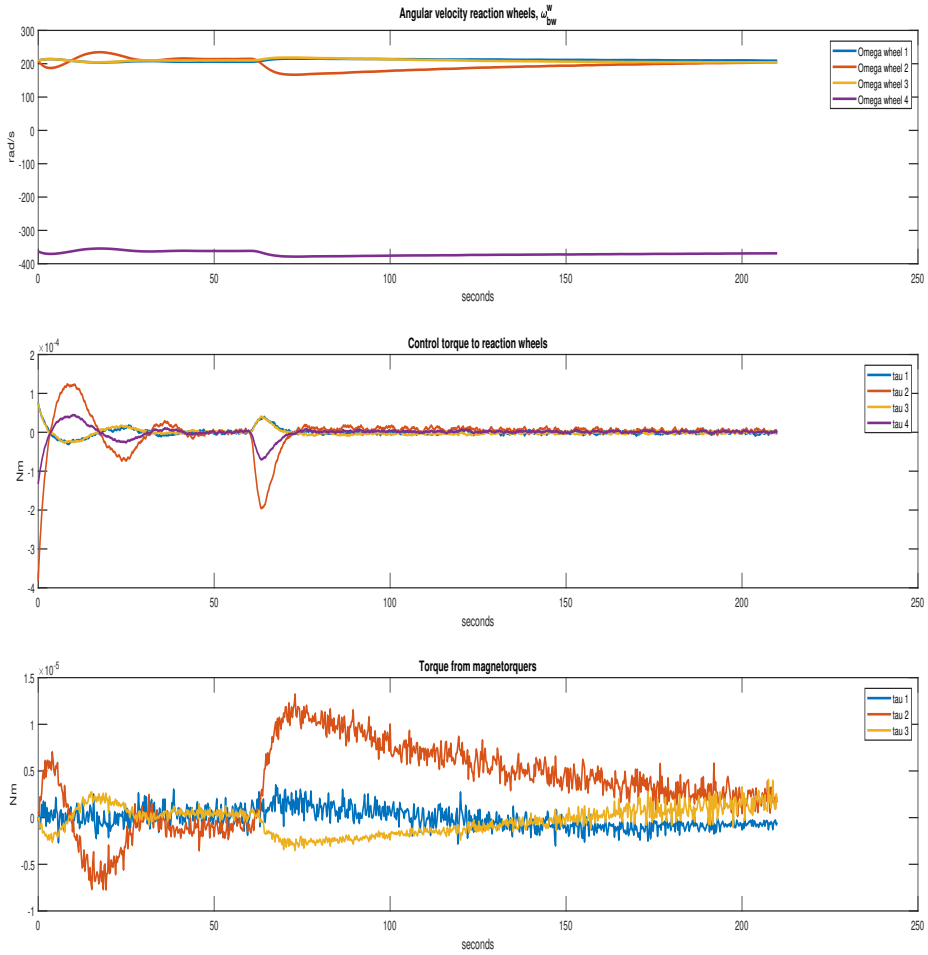 Angular velocity reaction wheels, ω^w_bw
300
200
100
0
-100
-200
-300
-400
rad/s
0 50 100 150 200 250
seconds
Omega wheel 1
Omega wheel 2
Omega wheel 3
Omega wheel 4
×10^-4
Control torque to reaction wheels
2
1
0
-1
-2
-3
-4
Nm
0 50 100 150 200 250
seconds
tau 1
tau 2
tau 3
tau 4
×10^-5
Torque from magnetorquers
1.5
1
0.5
0
-0.5
-1
Nm
0 50 100 150 200 250
seconds
tau 1
tau 2
tau 3